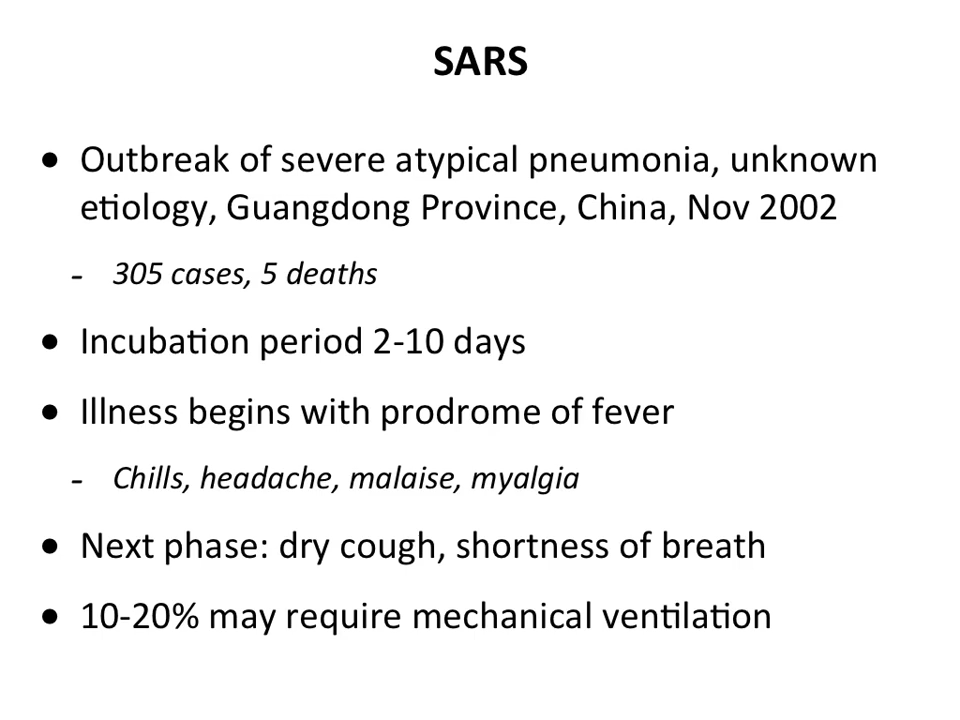 SARS
• Outbreak of severe atypical pneumonia, unknown
etiology, Guangdong Province, China, Nov 2002
- 305 cases, 5 deaths
• Incubation period 2-10 days
• Illness begins with prodrome of fever
- Chills, headache, malaise, myalgia
• Next phase: dry cough, shortness of breath
• 10-20% may require mechanical ventilation